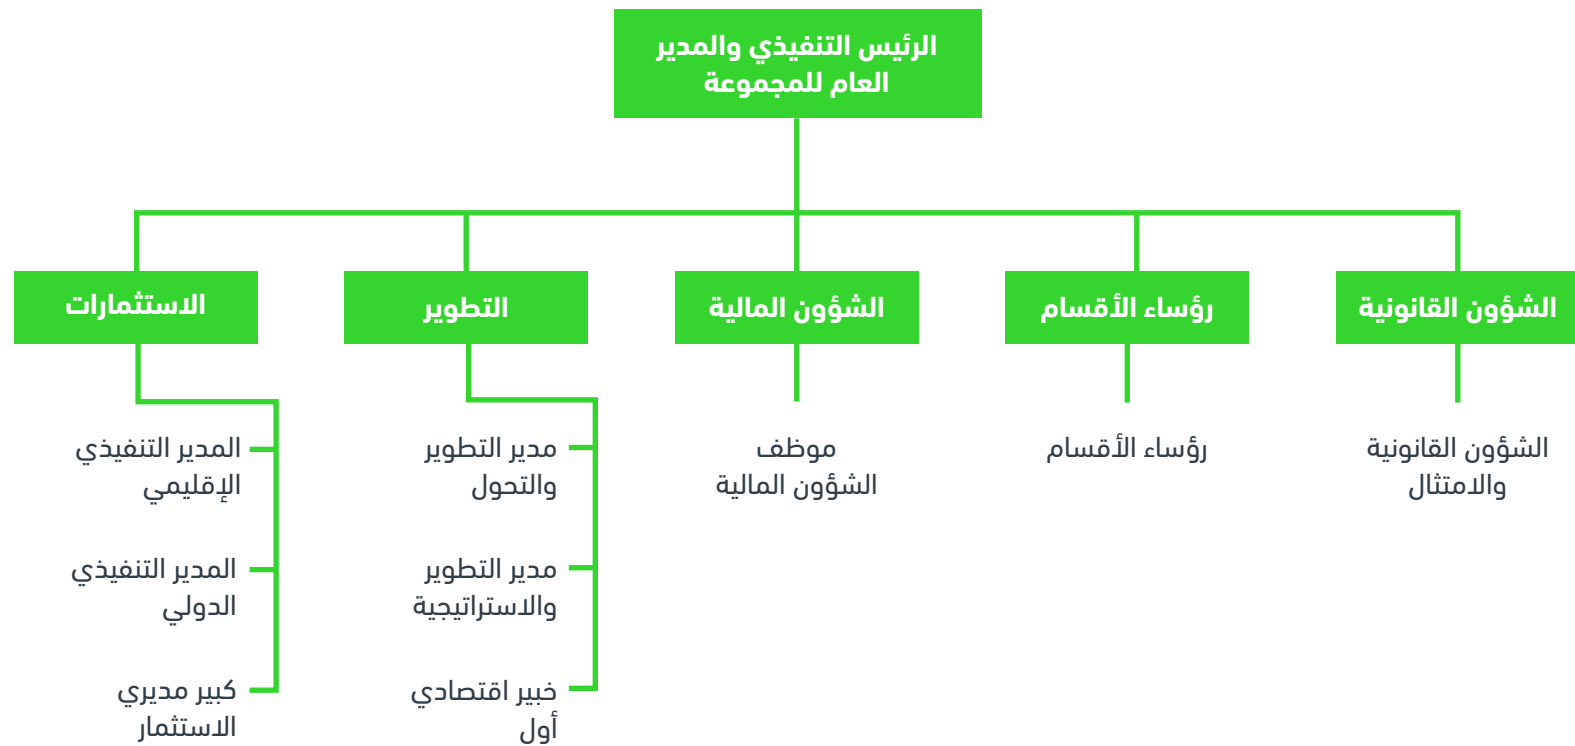 الرئيس التنفيذي والمدير
العام للمجموعة
الشؤون القانونية
رؤساء الأقسام
الشؤون المالية
التطوير
الاستثمارات
الشؤون القانونية
والامتثال
رؤساء الأقسام
موظف
الشؤون المالية
مدير التطوير
والتحول
مدير التطوير
والاستراتيجية
خبير اقتصادي
أول
المدير التنفيذي
الإقليمي
المدير التنفيذي
الدولي
كبير مديري
الاستثمار